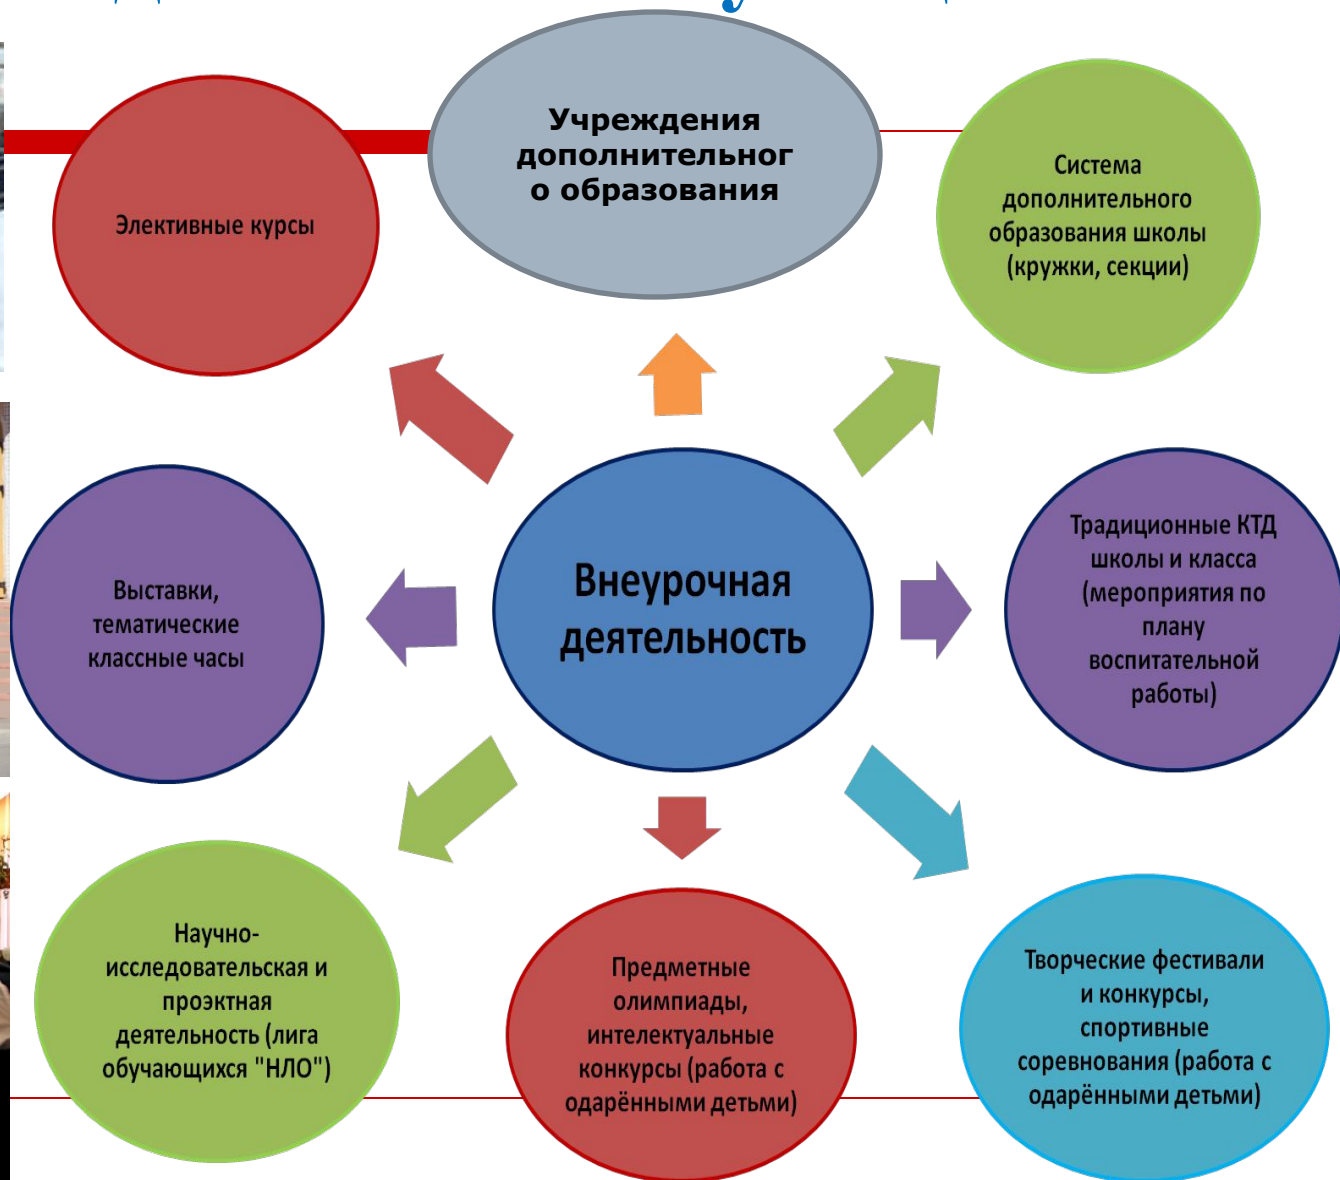 Учреждения
дополнительног
о образования
Элективные курсы
Система
дополнительного
образования школы
(кружки, секции)
Внеурочная
деятельность
Традиционные КТД
школы и класса
(мероприятия по
плану
воспитательной
работы)
Выставки,
тематические
классные часы
Научно-
исследовательская и
проэктная
деятельность (лига
обучающихся "НЛО")
Предметные
олимпиады,
интелектуальные
конкурсы (работа с
одарёнными детьми)
Творческие фестивали
и конкурсы,
спортивные
соревнования (работа с
одарёнными детьми)